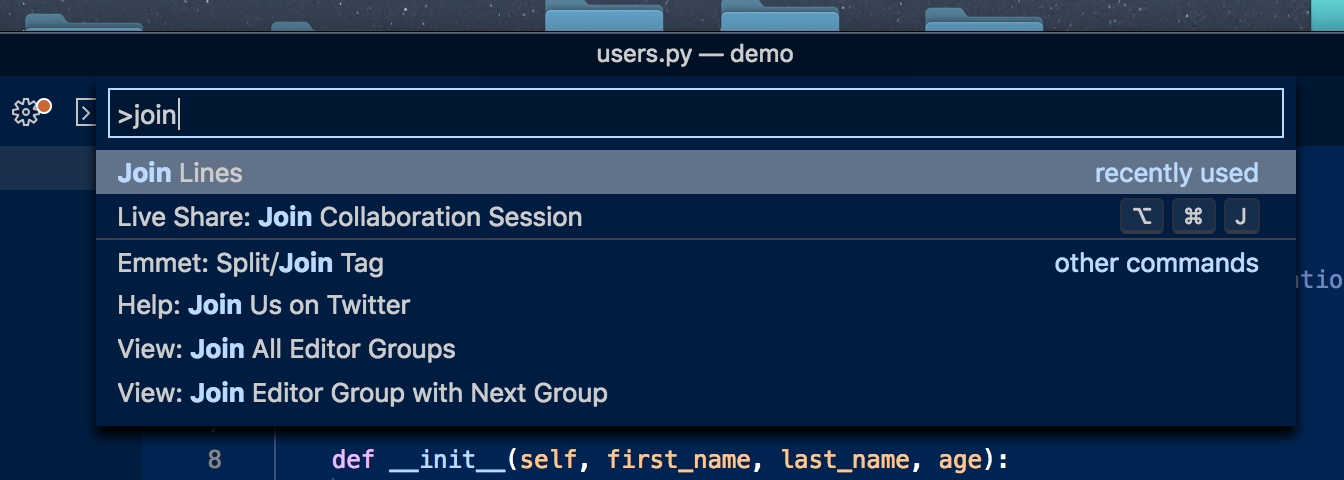 users.py — demo
>join
Join Lines recently used
Live Share: Join Collaboration Session ⌥ ⌘ J
Emmet: Split/Join Tag other commands
Help: Join Us on Twitter
View: Join All Editor Groups
View: Join Editor Group with Next Group
8 def __init__(self, first_name, last_name, age):